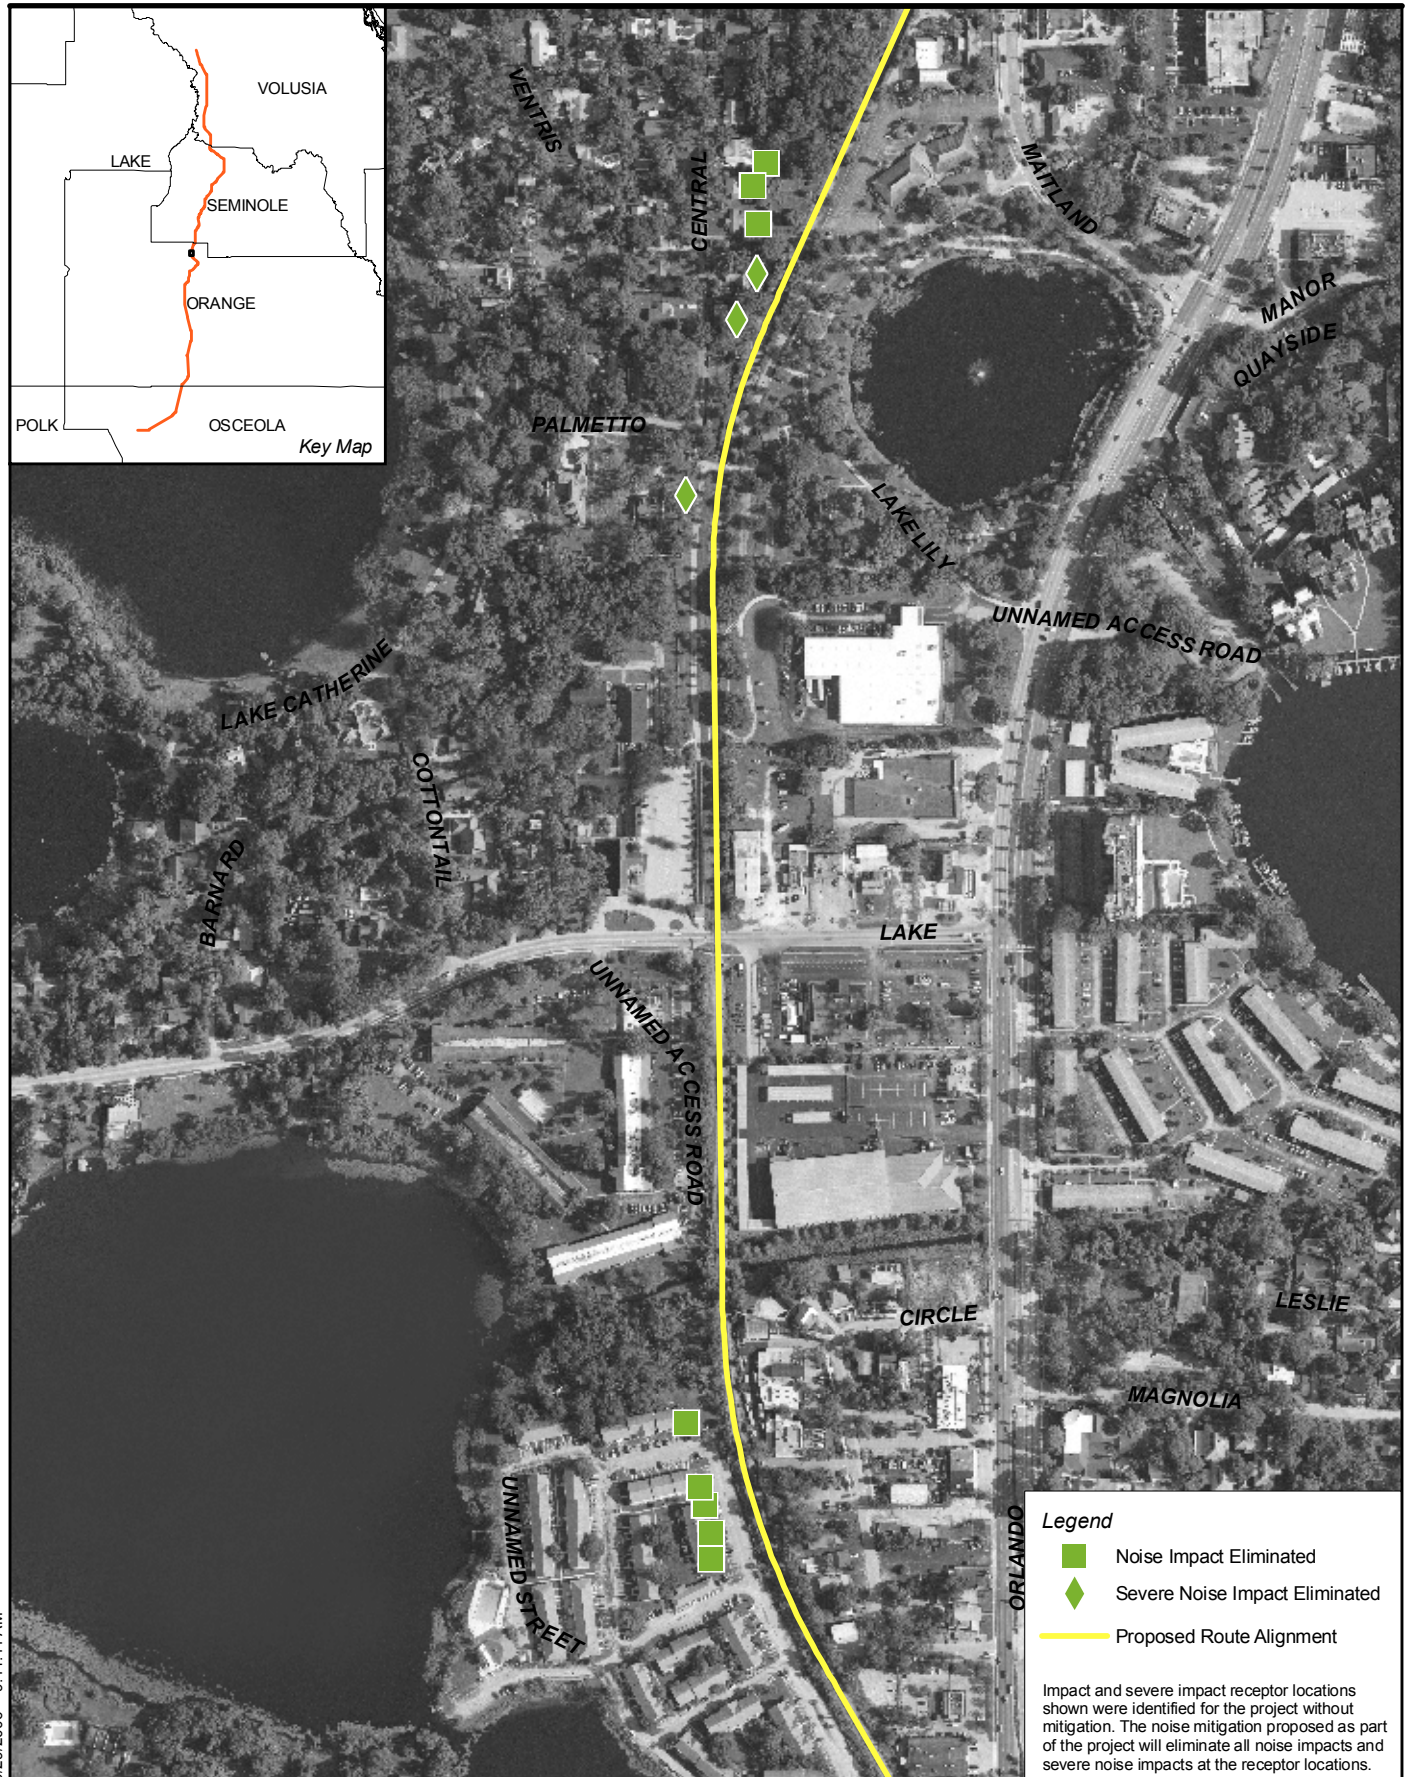 VOLUSIA
LAKE
SEMINOLE
ORANGE
POLK
OSCEOLA
Key Map
VENTRIS
CENTRAL
MAITLAND
MANOR
QUAYSIDE
PALMETTO
LAKE LILY
UNNAMED ACCESS ROAD
LAKE CATHERINE
COTTONTAIL
BARNARD
LAKE
UNNAMED ACCESS ROAD
CIRCLE
LESLIE
MAGNOLIA
UNNAMED STREET
ORLANDO
Legend
Noise Impact Eliminated
Severe Noise Impact Eliminated
Proposed Route Alignment
Impact and severe impact receptor locations
shown were identified for the project without
mitigation. The noise mitigation proposed as part
of the project will eliminate all noise impacts and
severe noise impacts at the receptor locations.